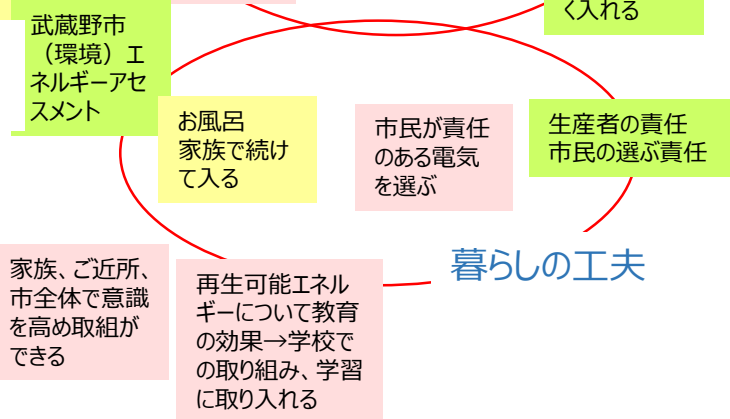 く入れる
武蔵野市
（環境）エ
ネルギーアセ
スメント
お風呂
家族で続け
て入る
市民が責任
のある電気
を選ぶ
生産者の責任
市民の選ぶ責任
暮らしの工夫
家族、ご近所、
市全体で意識
を高め取組が
できる
再生可能エネル
ギーについて教育
の効果→学校で
の取り組み、学習
に取り入れる